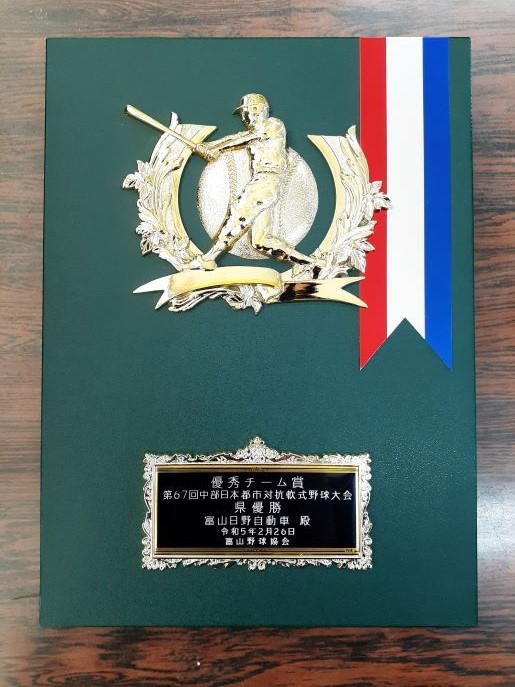 優秀チーム賞
第67回中部日本都市対抗軟式野球大会
県優勝
富山日野自動車 殿
令和5年2月26日
富山野球協会